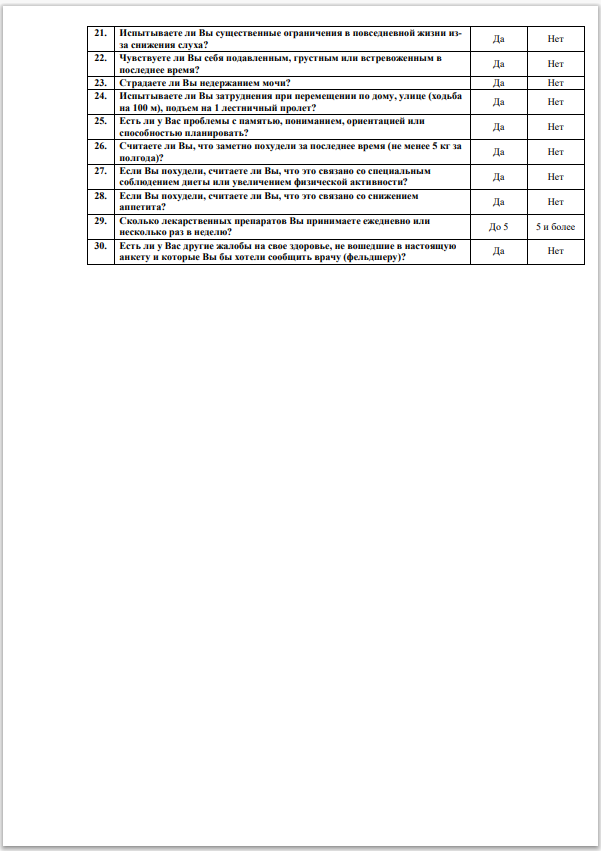 21. Испытываете ли Вы существенные ограничения в повседневной жизни из-
за снижения слуха? Да Нет
22. Чувствуете ли Вы себя подавленным, грустным или встревоженным в
последнее время? Да Нет
23. Страдаете ли Вы недержанием мочи? Да Нет
24. Испытываете ли Вы затруднения при перемещении по дому, улице (ходьба
на 100 м), подъем на 1 лестничный пролет? Да Нет
25. Есть ли у Вас проблемы с памятью, пониманием, ориентацией или
способностью планировать? Да Нет
26. Считаете ли Вы, что заметно похудели за последнее время (не менее 5 кг за
полгода)? Да Нет
27. Если Вы похудели, считаете ли Вы, что это связано со специальным
соблюдением диеты или увеличением физической активности? Да Нет
28. Если Вы похудели, считаете ли Вы, что это связано со снижением
аппетита? Да Нет
29. Сколько лекарственных препаратов Вы принимаете ежедневно или
несколько раз в неделю? До 5 5 и более
30. Есть ли у Вас другие жалобы на свое здоровье, не вошедшие в настоящую
анкету и которые Вы бы хотели сообщить врачу (фельдшеру)? Да Нет